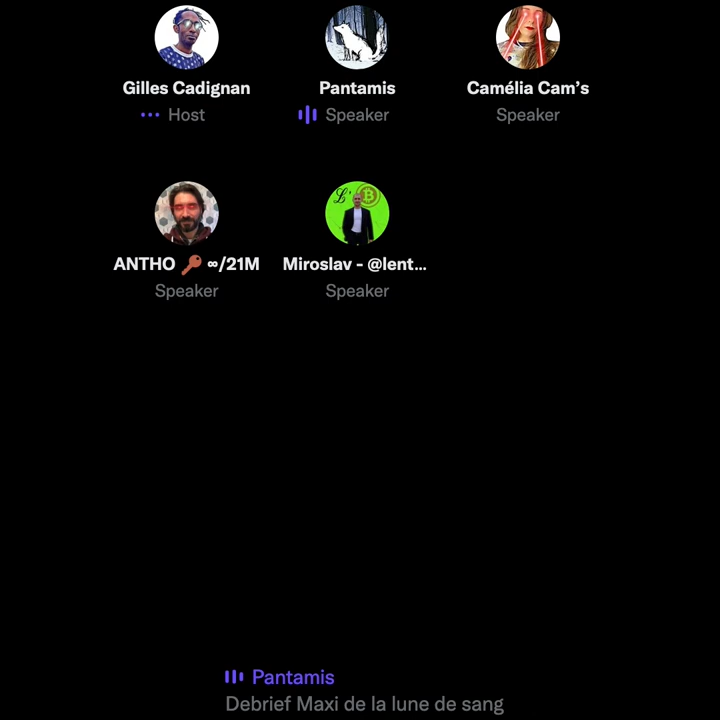 Gilles Cadignan
Pantamis
Camélia Cam’s
Host
Speaker
Speaker
L'
ANTHO 🔑 ∞/21M
Miroslav - @lent...
Speaker
Speaker
Pantamis
Debrief Maxi de la lune de sang